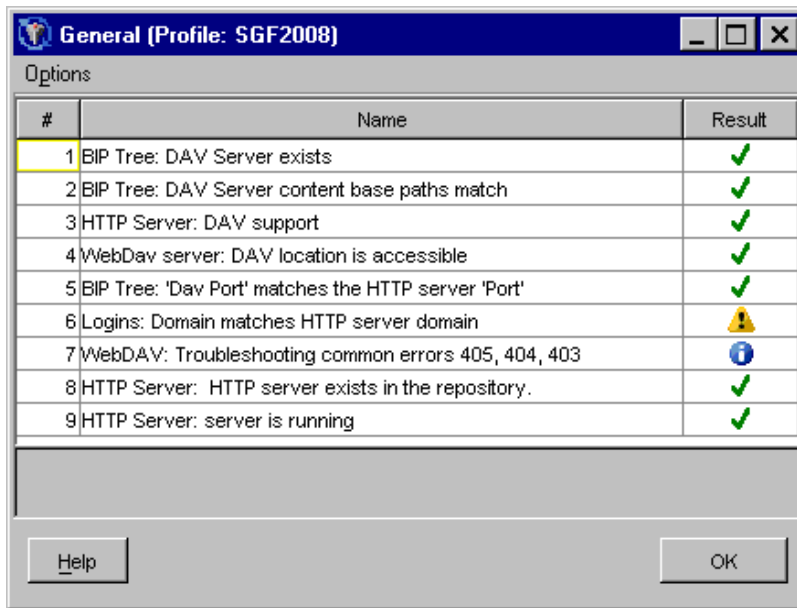 General (Profile: SGF2008)
Options
# Name Result
1 BIP Tree: DAV Server exists
2 BIP Tree: DAV Server content base paths match
3 HTTP Server: DAV support
4 WebDav server: DAV location is accessible
5 BIP Tree: 'Dav Port' matches the HTTP server 'Port'
6 Logins: Domain matches HTTP server domain
7 WebDAV: Troubleshooting common errors 405, 404, 403
8 HTTP Server:  HTTP server exists in the repository.
9 HTTP Server: server is running
Help OK